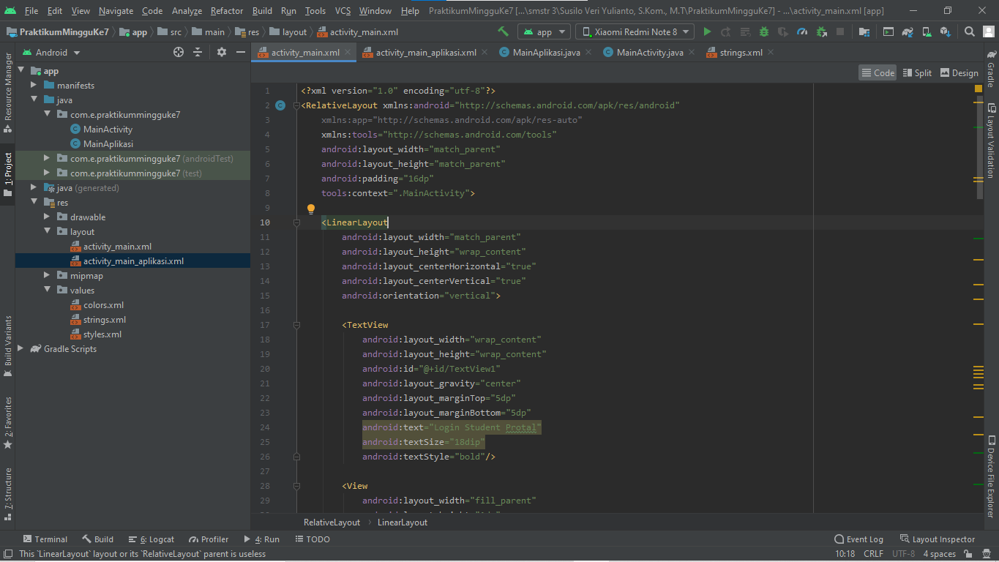 File Edit View Navigate Code Analyze Refactor Build Run Tools VCS Window Help PraktikumMingguKe7 [...\smstr 3\Susilo Veri Yulianto, S.Kom., M.T\PraktikumMingguKe7] - ...\activity_main.xml [app]
PraktikumMingguKe7 app src main res layout activity_main.xml app Xiaomi Redmi Note 8
Android activity_main.xml activity_main_aplikasi.xml MainAplikasi.java MainActivity.java strings.xml
Code Split Design
Resource Manager
1: Project
Build Variants
2: Favorites
7: Structure
app
manifests
java
com.e.praktikummingguke7
MainActivity
MainAplikasi
com.e.praktikummingguke7 (androidTest)
com.e.praktikummingguke7 (test)
java (generated)
res
drawable
layout
activity_main.xml
activity_main_aplikasi.xml
mipmap
values
colors.xml
strings.xml
styles.xml
Gradle Scripts
1 <?xml version="1.0" encoding="utf-8"?>
2 <RelativeLayout xmlns:android="http://schemas.android.com/apk/res/android"
3 xmlns:app="http://schemas.android.com/apk/res-auto"
4 xmlns:tools="http://schemas.android.com/tools"
5 android:layout_width="match_parent"
6 android:layout_height="match_parent"
7 android:padding="16dp"
8 tools:context=".MainActivity">
9
10 <LinearLayout
11 android:layout_width="match_parent"
12 android:layout_height="wrap_content"
13 android:layout_centerHorizontal="true"
14 android:layout_centerVertical="true"
15 android:orientation="vertical">
16
17 <TextView
18 android:layout_width="wrap_content"
19 android:layout_height="wrap_content"
20 android:id="@+id/TextView1"
21 android:layout_gravity="center"
22 android:layout_marginTop="5dp"
23 android:layout_marginBottom="5dp"
24 android:text="Login Student Protal"
25 android:textSize="18dip"
26 android:textStyle="bold"/>
27
28 <View
29 android:layout_width="fill_parent"
Gradle
Layout Validation
Device File Explorer
RelativeLayout LinearLayout
Terminal Build 6: Logcat Profiler 4: Run TODO Event Log Layout Inspector
This `LinearLayout` layout or its `RelativeLayout` parent is useless 10:18 CRLF UTF-8 4 spaces